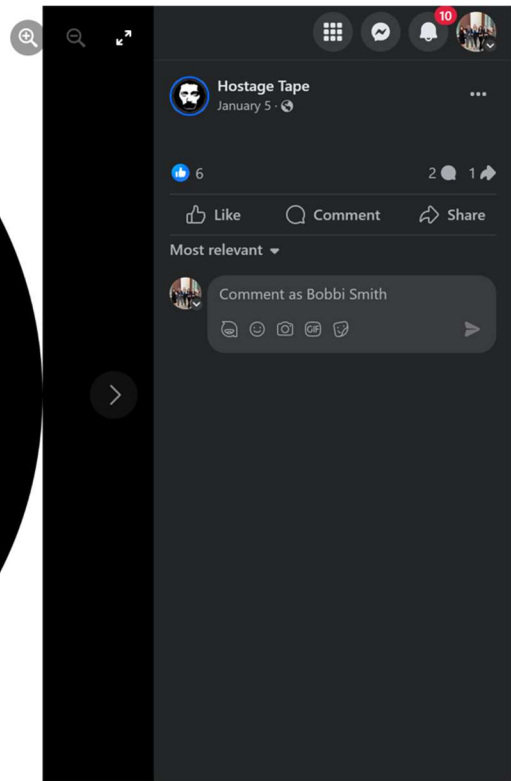 10
Hostage Tape
January 5 ·
6
2 1
Like Comment Share
Most relevant
Comment as Bobbi Smith
GIF